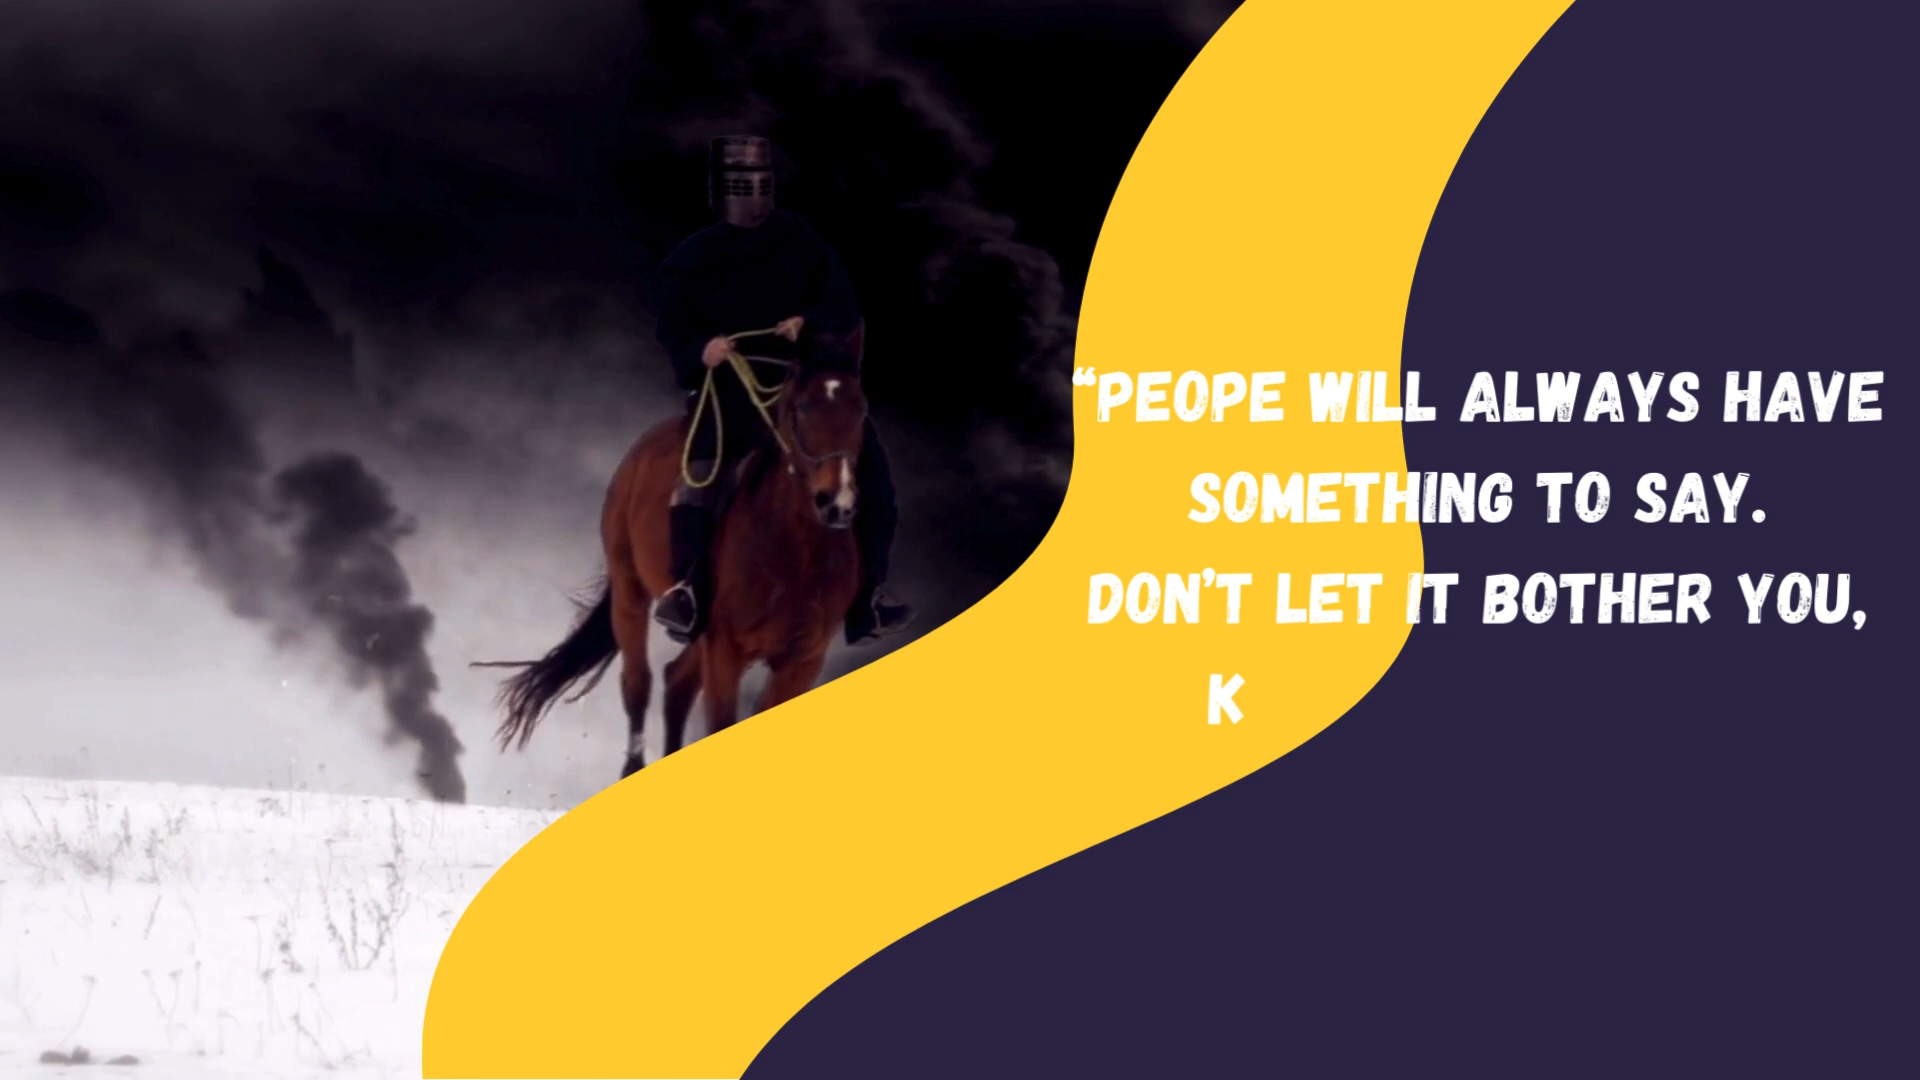 “PEOPE WILL ALWAYS HAVE
SOMETHING TO SAY.
DON’T LET IT BOTHER YOU,
K